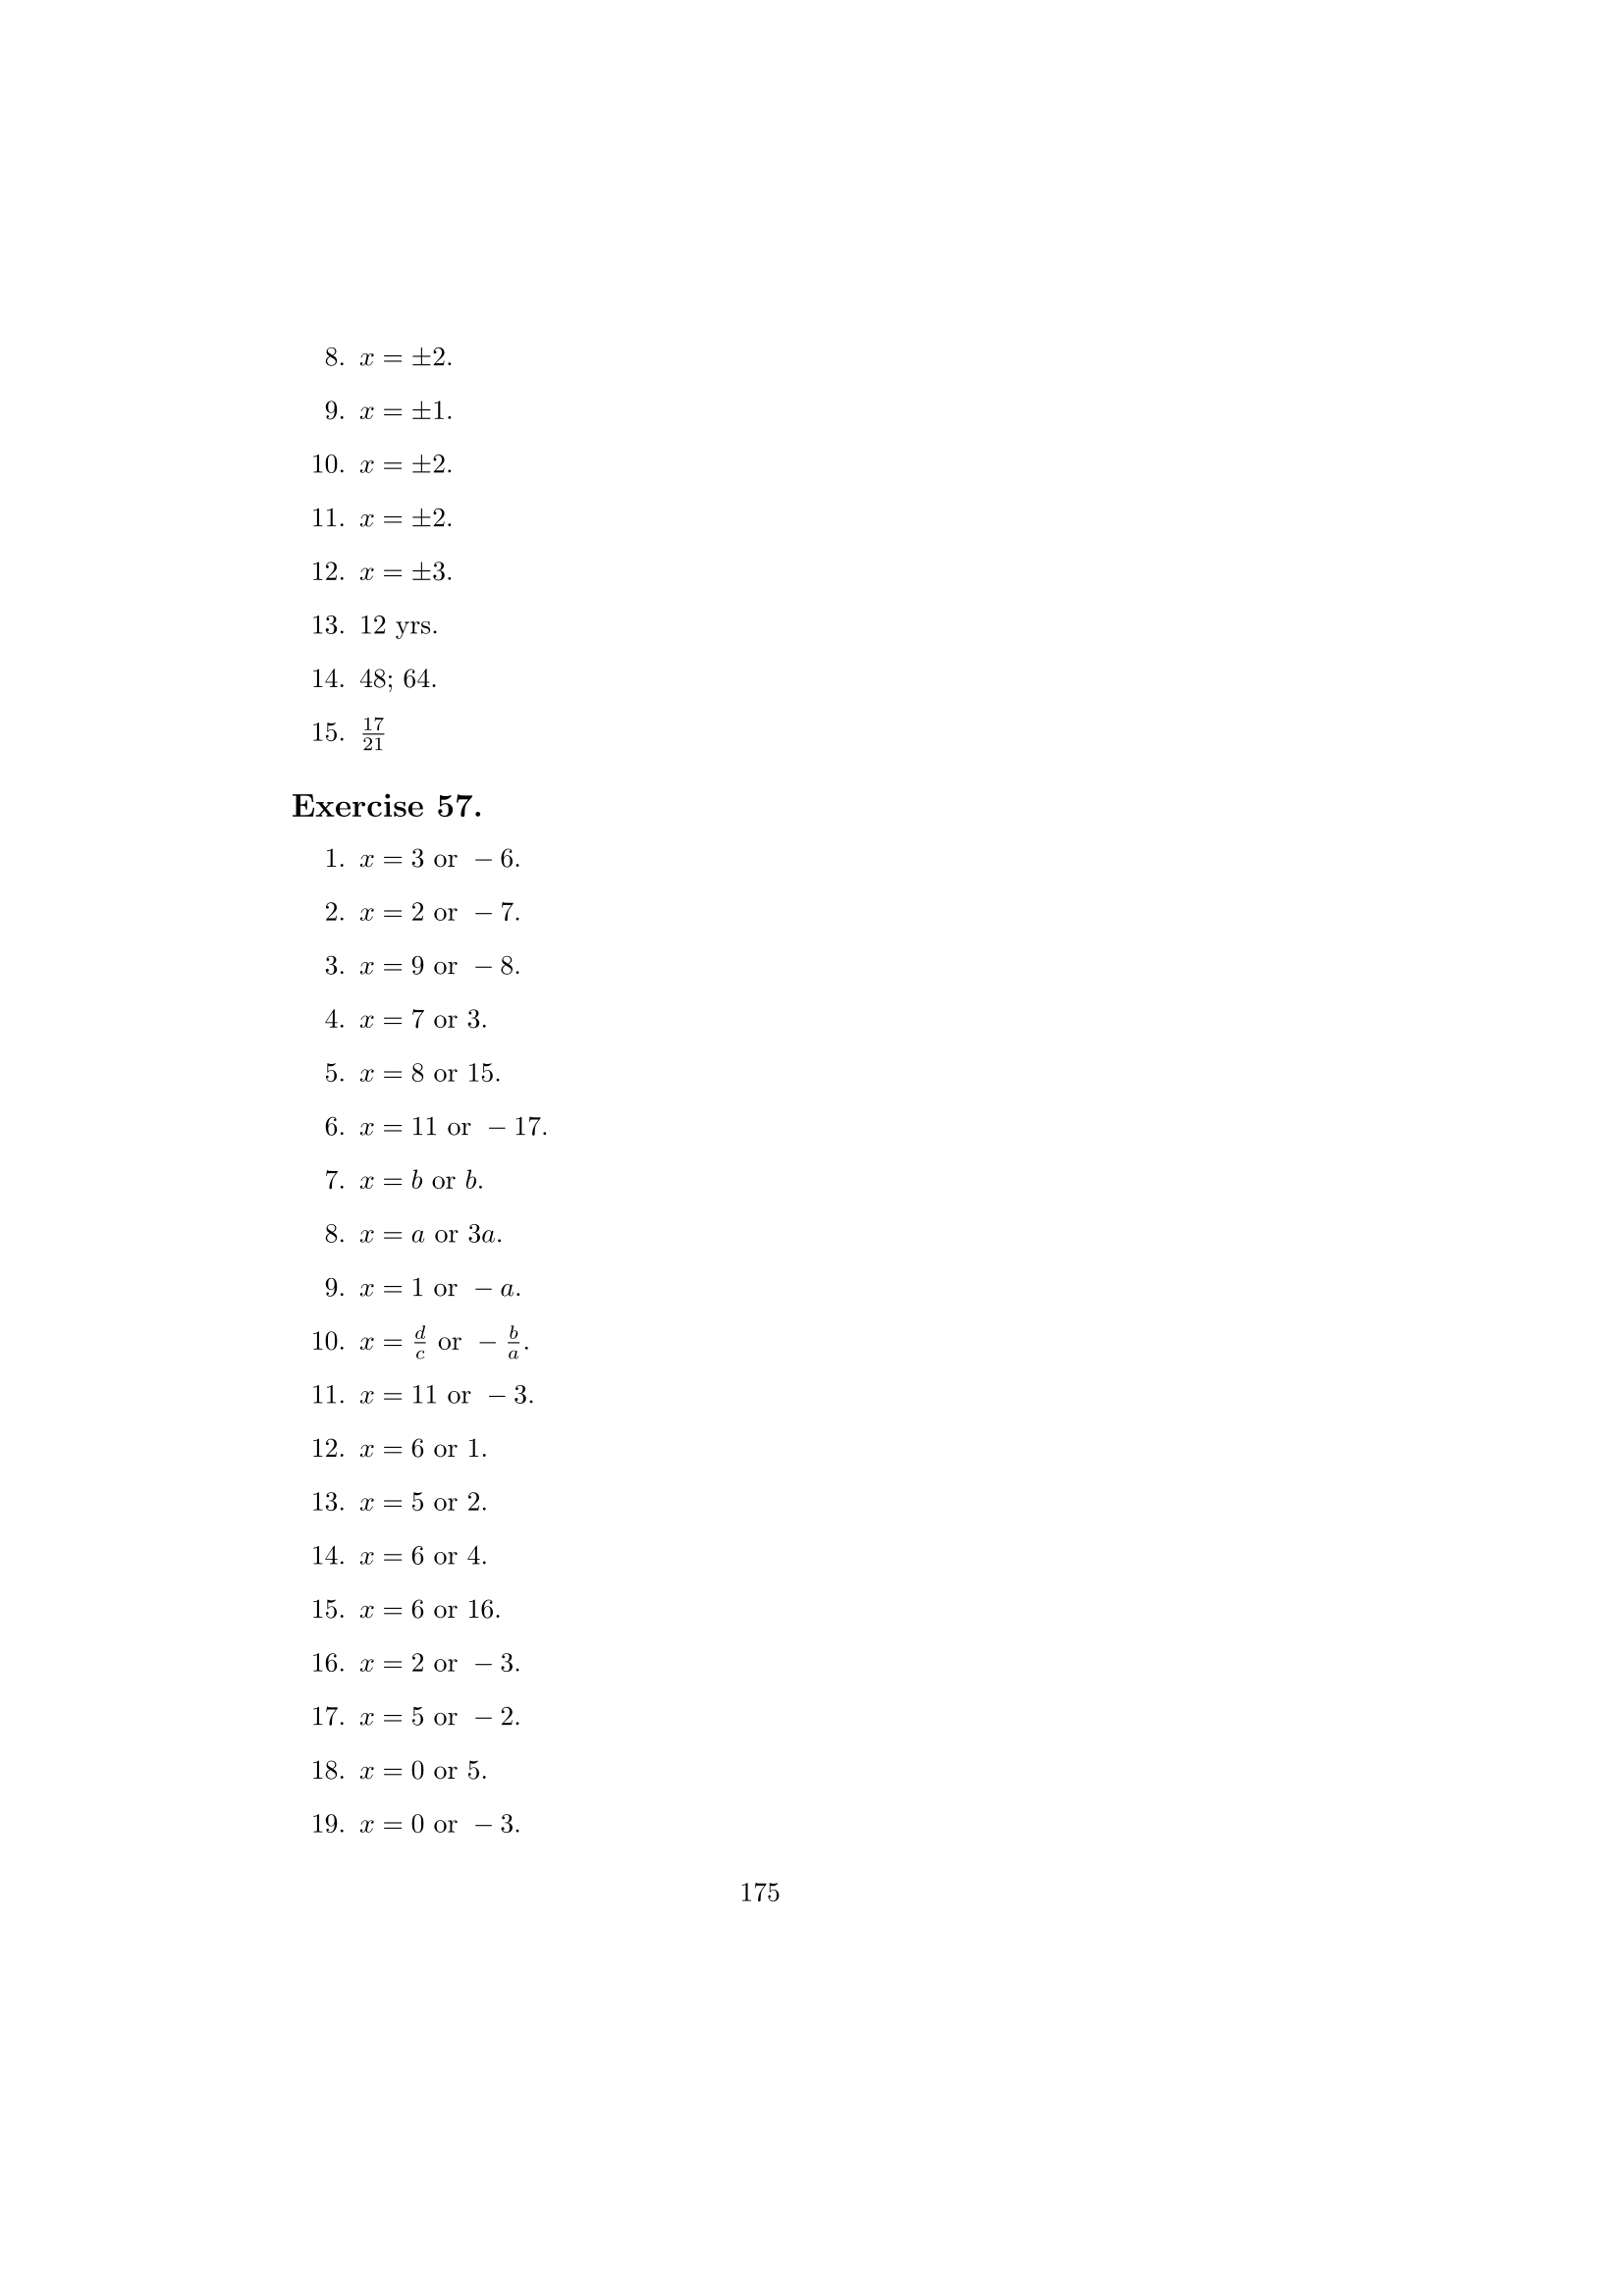 8. x = ±2.
9. x = ±1.
10. x = ±2.
11. x = ±2.
12. x = ±3.
13. 12 yrs.
14. 48; 64.
15. 17/21
Exercise 57.
1. x = 3 or − 6.
2. x = 2 or − 7.
3. x = 9 or − 8.
4. x = 7 or 3.
5. x = 8 or 15.
6. x = 11 or − 17.
7. x = b or b.
8. x = a or 3a.
9. x = 1 or − a.
10. x = d/c or − b/a.
11. x = 11 or − 3.
12. x = 6 or 1.
13. x = 5 or 2.
14. x = 6 or 4.
15. x = 6 or 16.
16. x = 2 or − 3.
17. x = 5 or − 2.
18. x = 0 or 5.
19. x = 0 or − 3.
175